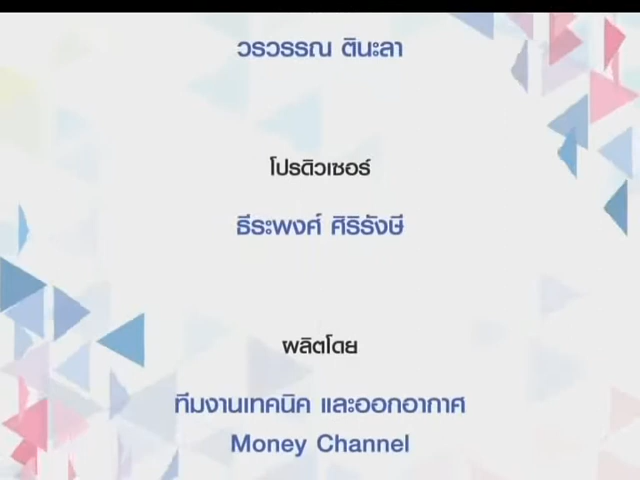 วรวรรณ ตินะลา
โปรดิวเซอร์
ธีระพงศ์ ศิริรังษี
ผลิตโดย
ทีมงานเทคนิค และออกอากาศ
Money Channel